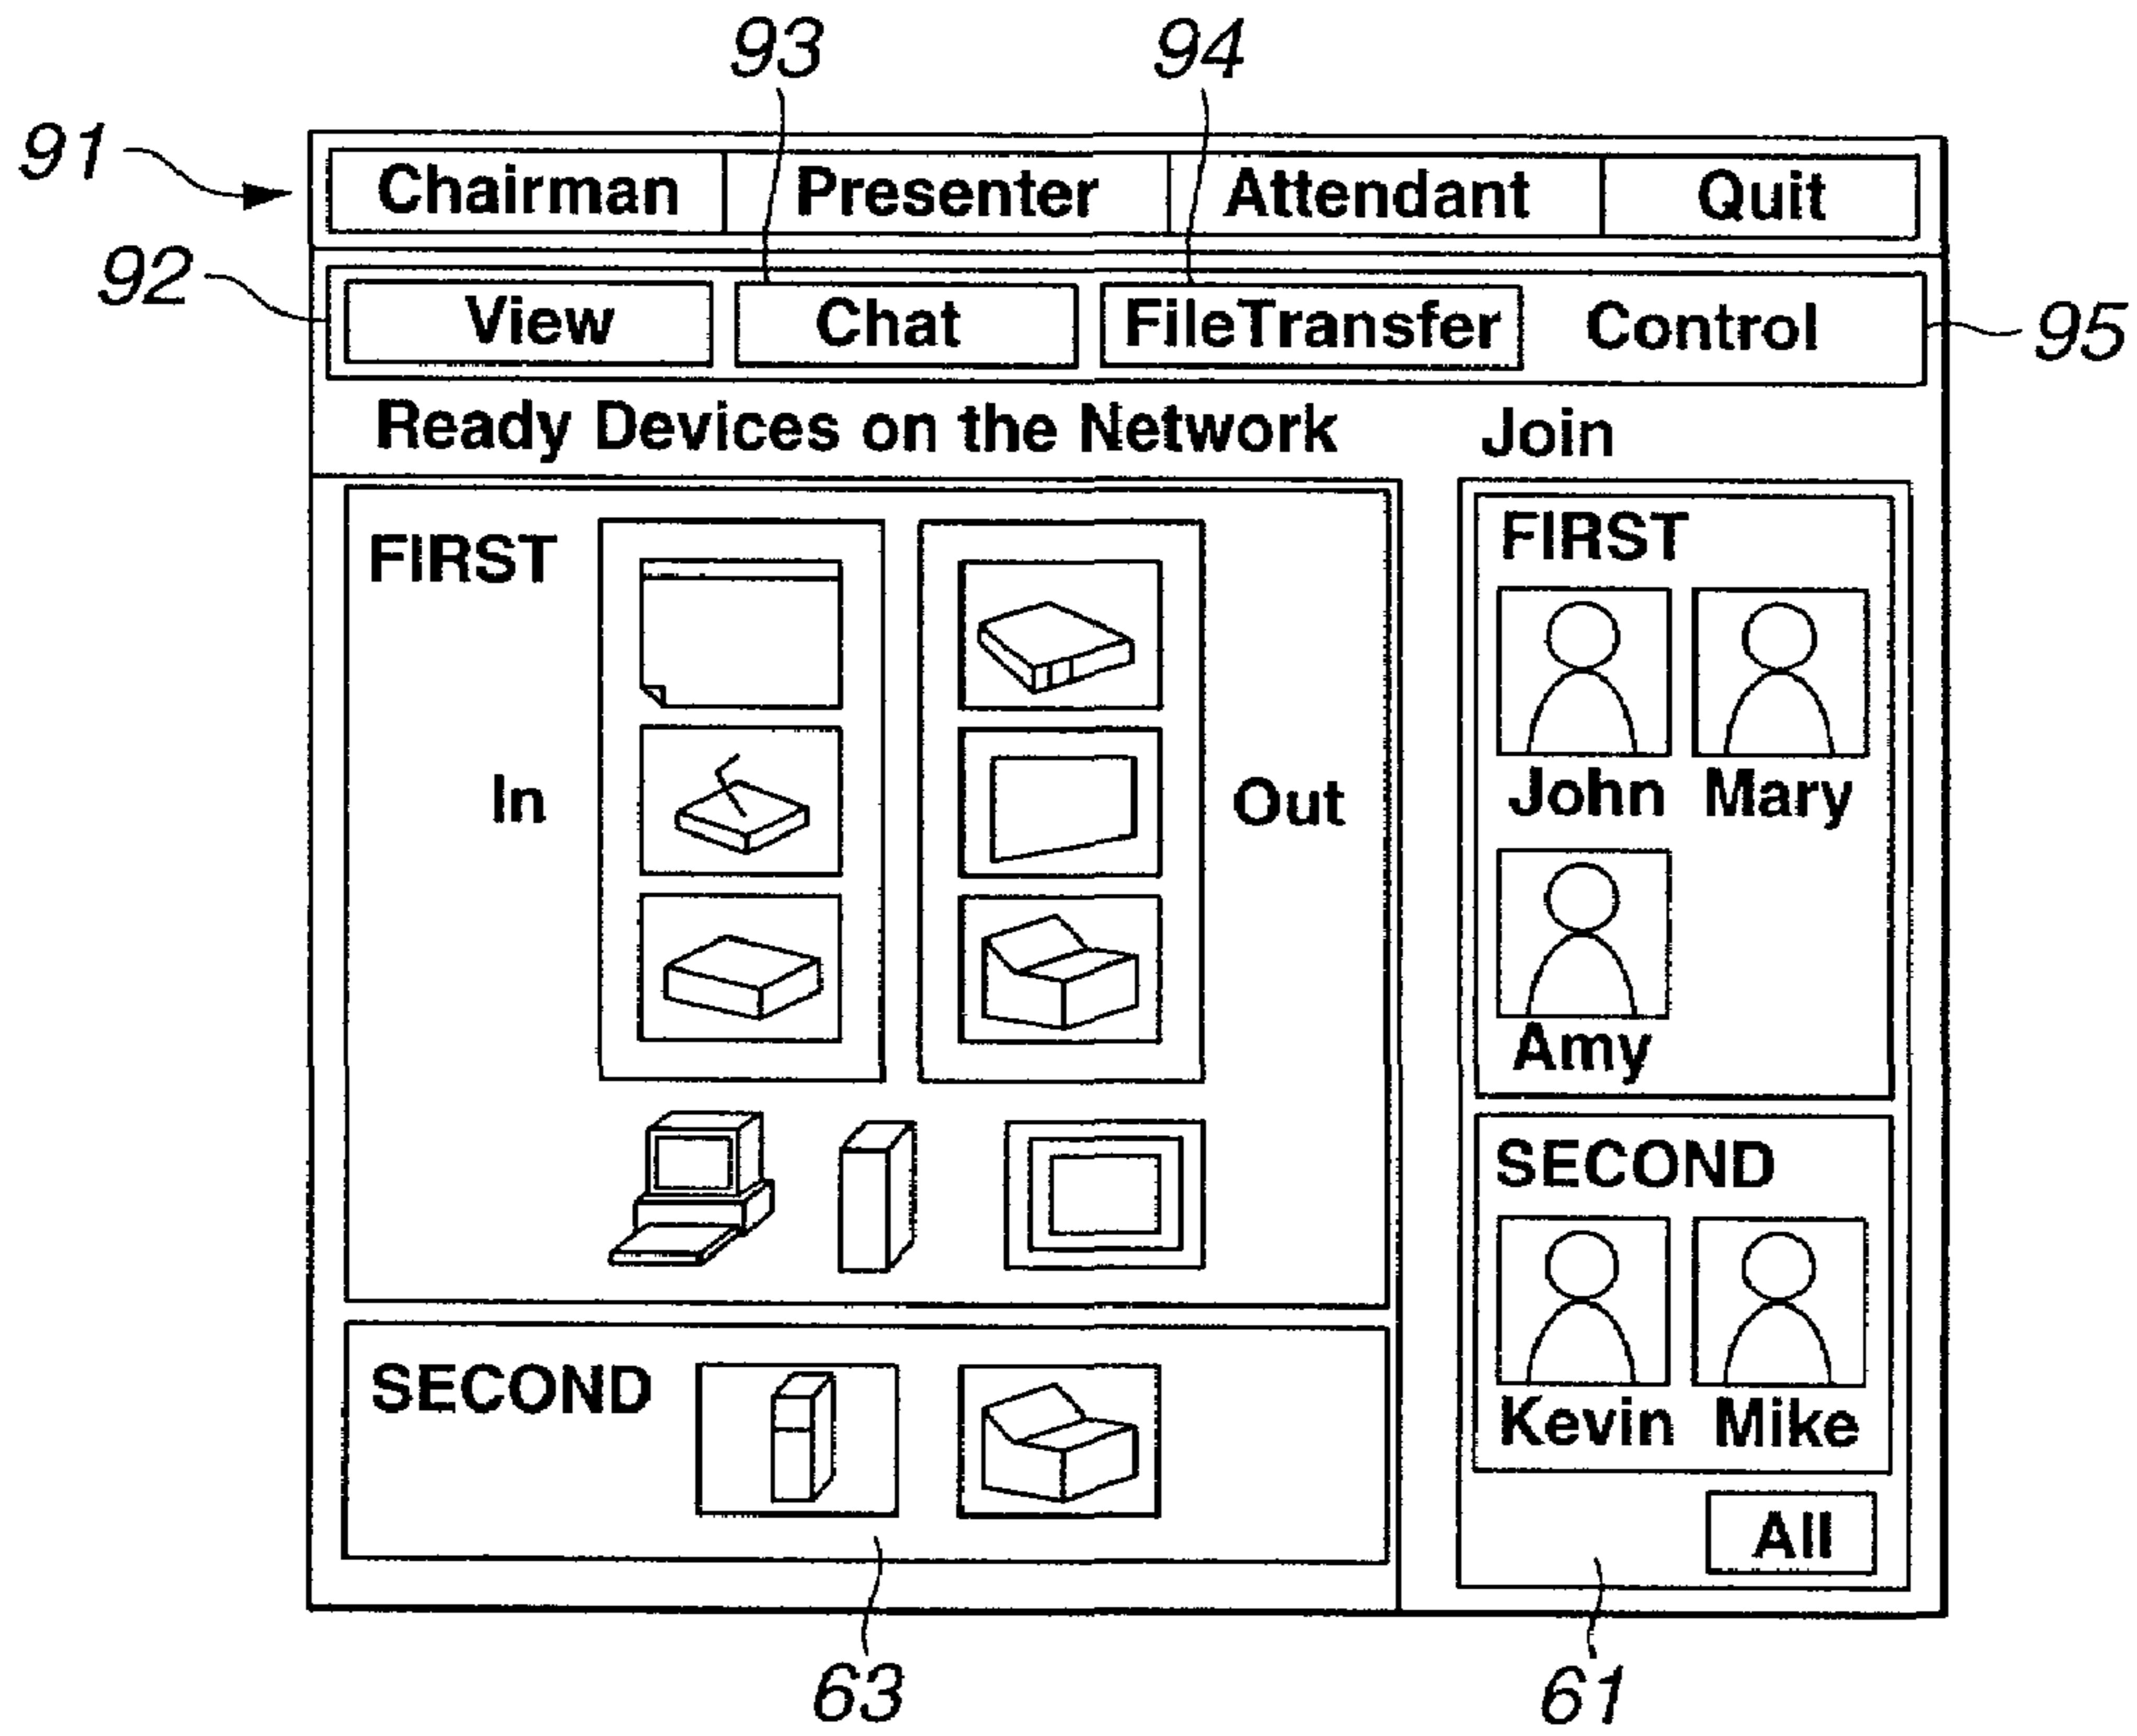 93 94
91
Chairman Presenter Attendant Quit
92
View Chat FileTransfer Control
95
Ready Devices on the Network Join
FIRST
In
Out
FIRST
John Mary
Amy
SECOND
Kevin Mike
SECOND
All
63 61